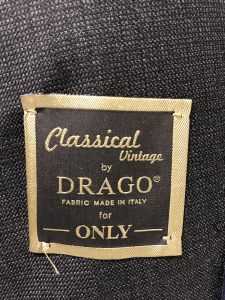 Classical
Vintage
by
DRAGO®
FABRIC MADE IN ITALY
for
ONLY